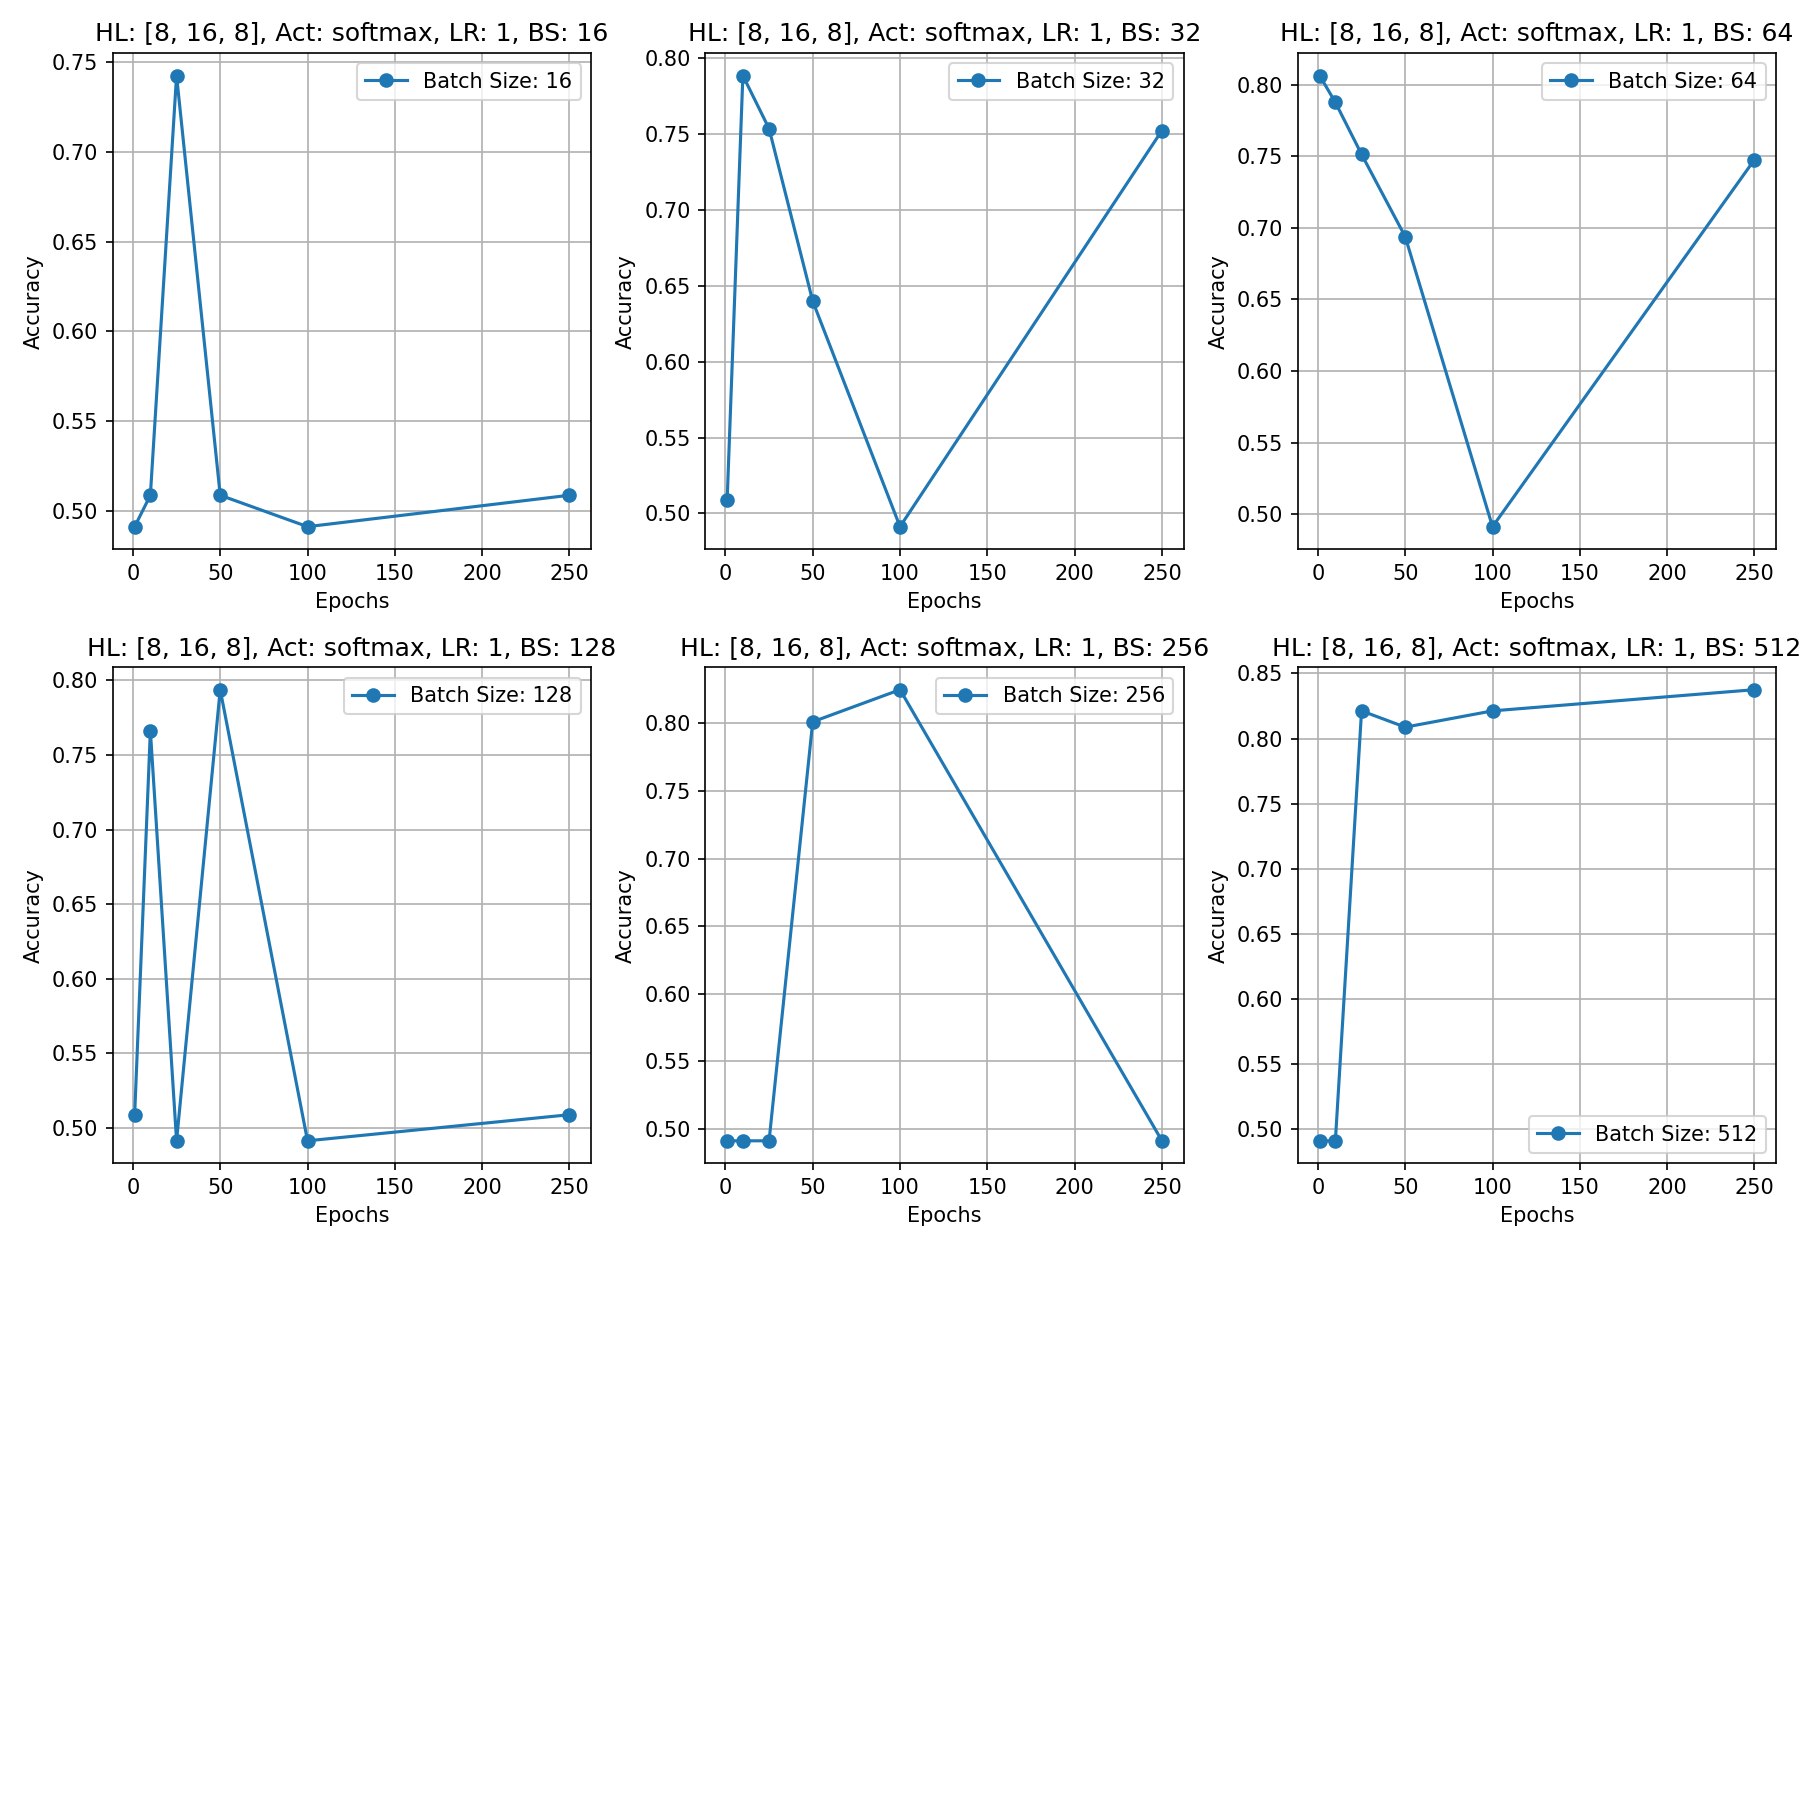 HL: [8, 16, 8], Act: softmax, LR: 1, BS: 16
Batch Size: 16
Accuracy
0.75
0.70
0.65
0.60
0.55
0.50
0 50 100 150 200 250
Epochs
HL: [8, 16, 8], Act: softmax, LR: 1, BS: 32
Batch Size: 32
Accuracy
0.80
0.75
0.70
0.65
0.60
0.55
0.50
0 50 100 150 200 250
Epochs
HL: [8, 16, 8], Act: softmax, LR: 1, BS: 64
Batch Size: 64
Accuracy
0.80
0.75
0.70
0.65
0.60
0.55
0.50
0 50 100 150 200 250
Epochs
HL: [8, 16, 8], Act: softmax, LR: 1, BS: 128
Batch Size: 128
Accuracy
0.80
0.75
0.70
0.65
0.60
0.55
0.50
0 50 100 150 200 250
Epochs
HL: [8, 16, 8], Act: softmax, LR: 1, BS: 256
Batch Size: 256
Accuracy
0.80
0.75
0.70
0.65
0.60
0.55
0.50
0 50 100 150 200 250
Epochs
HL: [8, 16, 8], Act: softmax, LR: 1, BS: 512
Accuracy
0.85
0.80
0.75
0.70
0.65
0.60
0.55
0.50
Batch Size: 512
0 50 100 150 200 250
Epochs